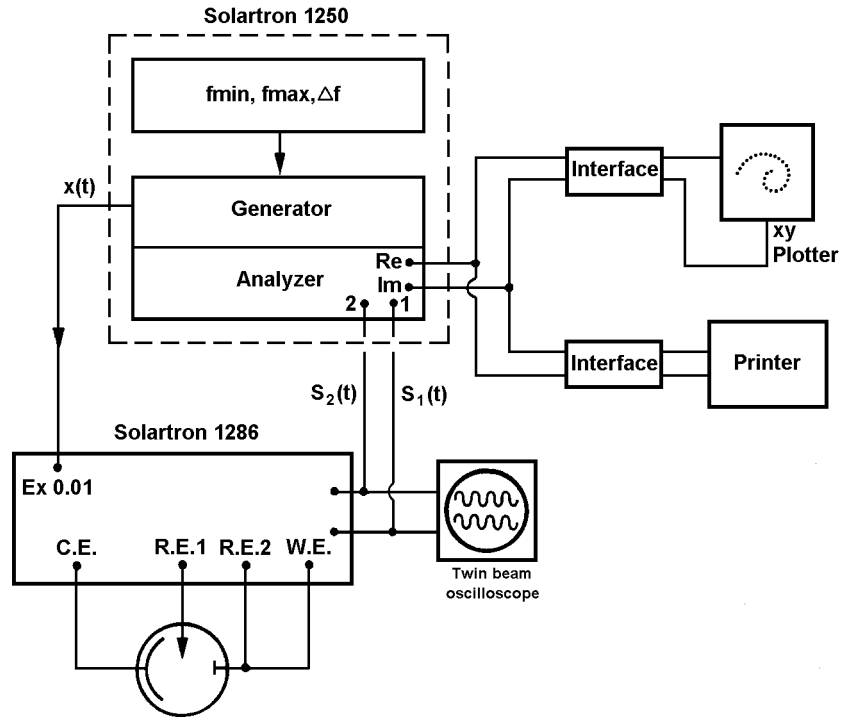 Solartron 1250
fmin, fmax,△f
x(t)
Generator
Analyzer
Re
Im
2
1
Interface
xy
Plotter
Interface
Printer
S2(t)
S1(t)
Solartron 1286
Ex 0.01
C.E.
R.E.1
R.E.2
W.E.
Twin beam
oscilloscope